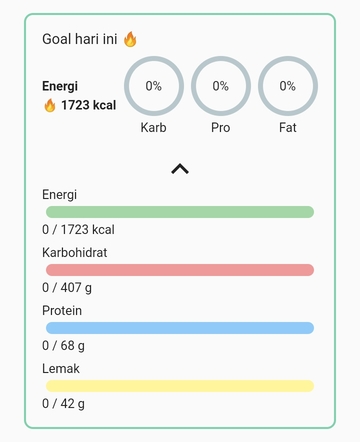 Goal hari ini 🔥
Energi
🔥 1723 kcal
0% 0% 0%
Karb Pro Fat
Energi
0 / 1723 kcal
Karbohidrat
0 / 407 g
Protein
0 / 68 g
Lemak
0 / 42 g